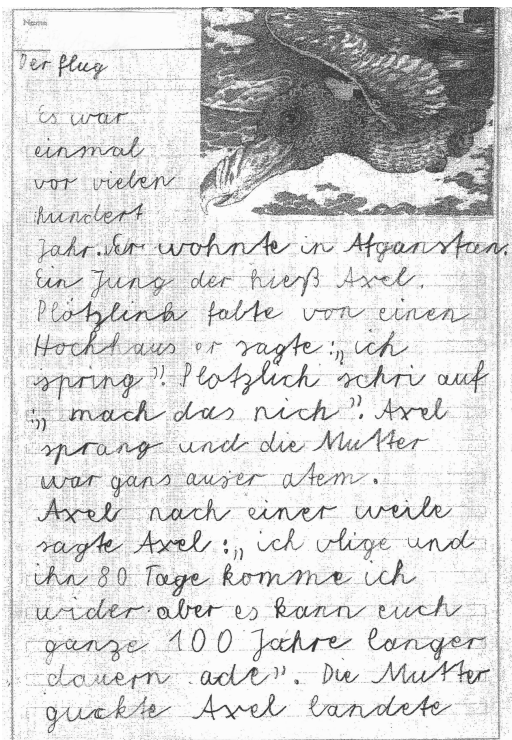 Name
Der flug
Es war
einmal
vor vielen
hundert
Jahr. Er wohnte in Afganstan.
Ein Jung der hieß Axel.
Plötzlich falte von einen
Hochhaus er sagte:„ ich
spring”. Plotzlich schri auf
:„ mach das nich”. Axel
sprang und die Mutter
war gans auser atem.
Axel nach einer weile
sagte Axel:„ ich vlige und
ihn 80 Tage komme ich
wider aber es kann euch
ganze 100 Jahre langer
dauern ade”. Die Mutter
guckte Axel landete